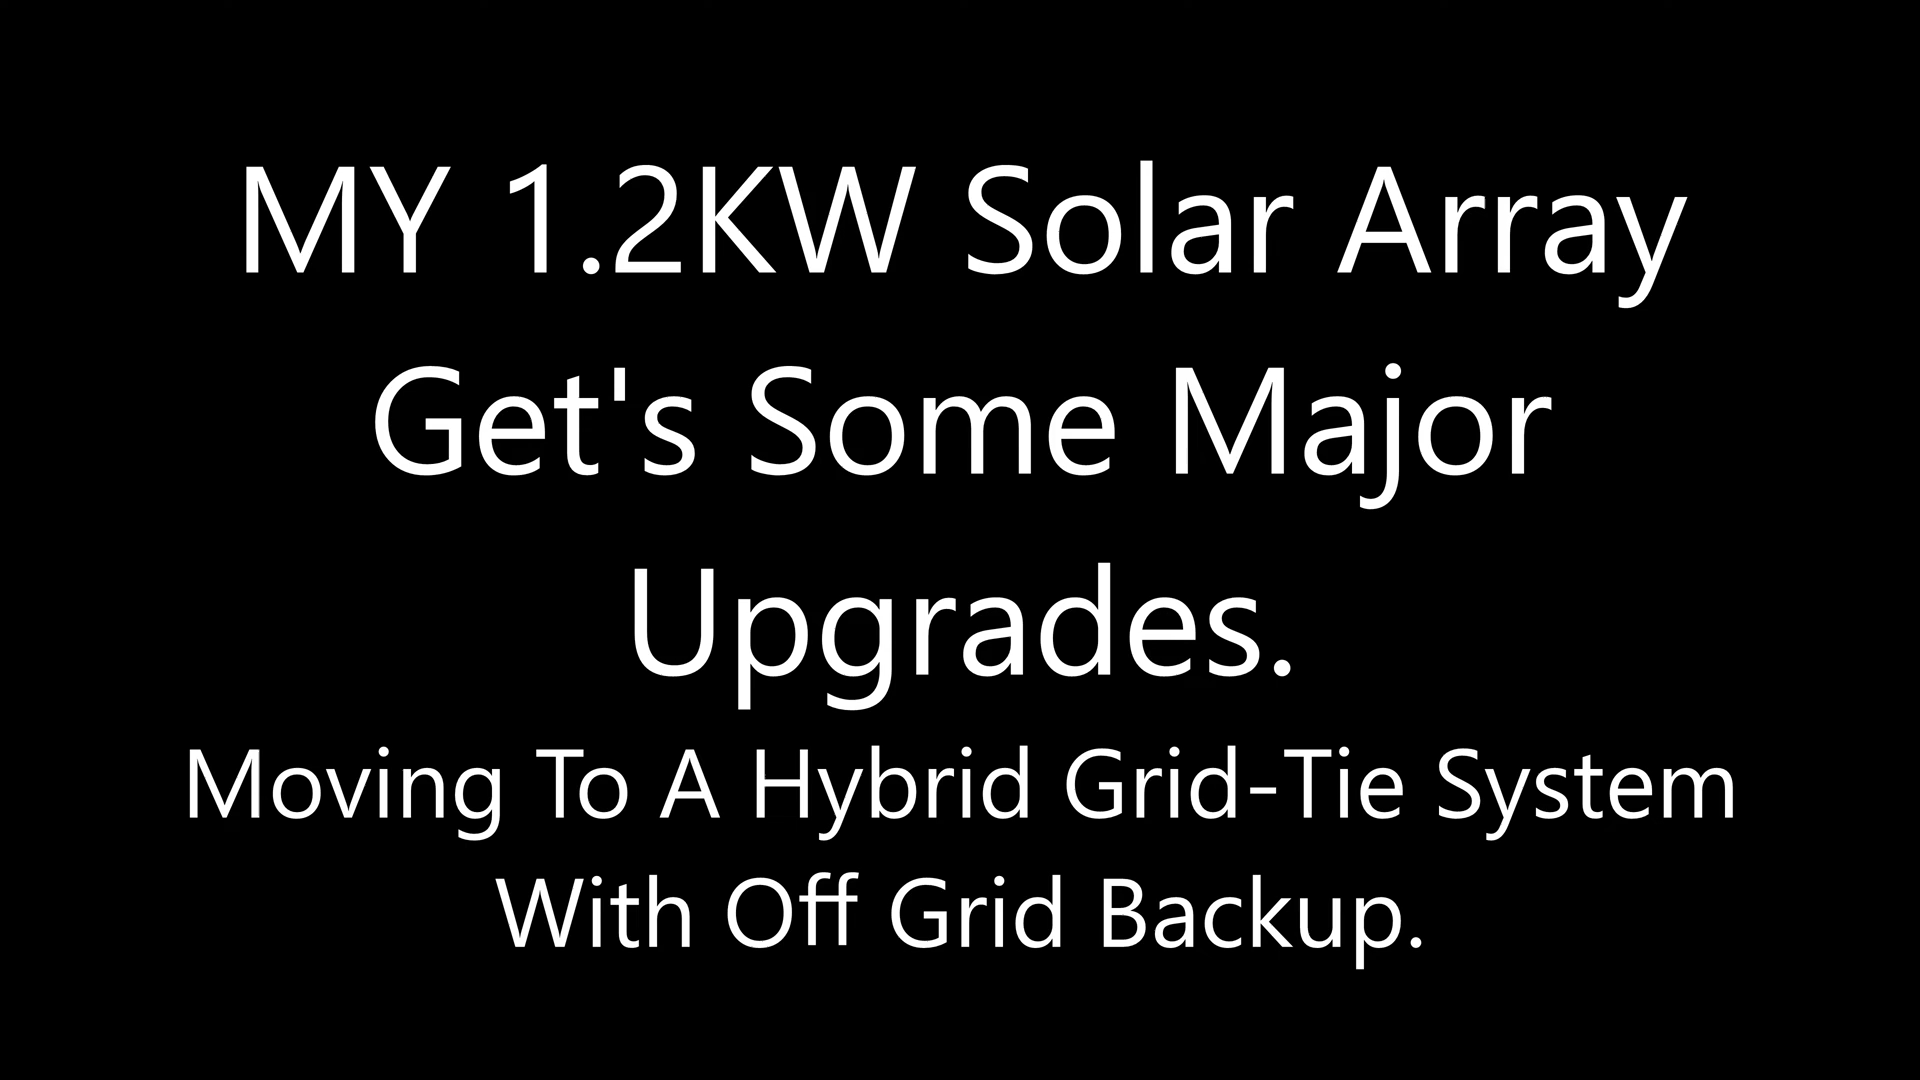 MY 1.2KW Solar Array
Get's Some Major
Upgrades.
Moving To A Hybrid Grid-Tie System
With Off Grid Backup.